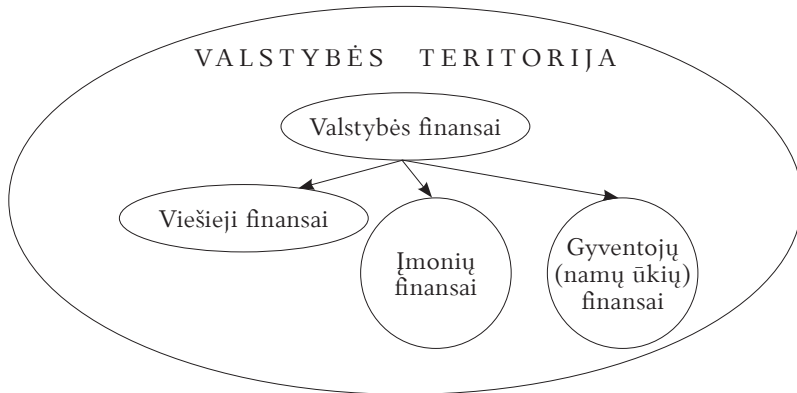 VALSTYBĖS TERITORIJA
Valstybės finansai
Viešieji finansai
Įmonių
finansai
Gyventojų
(namų ūkių)
finansai